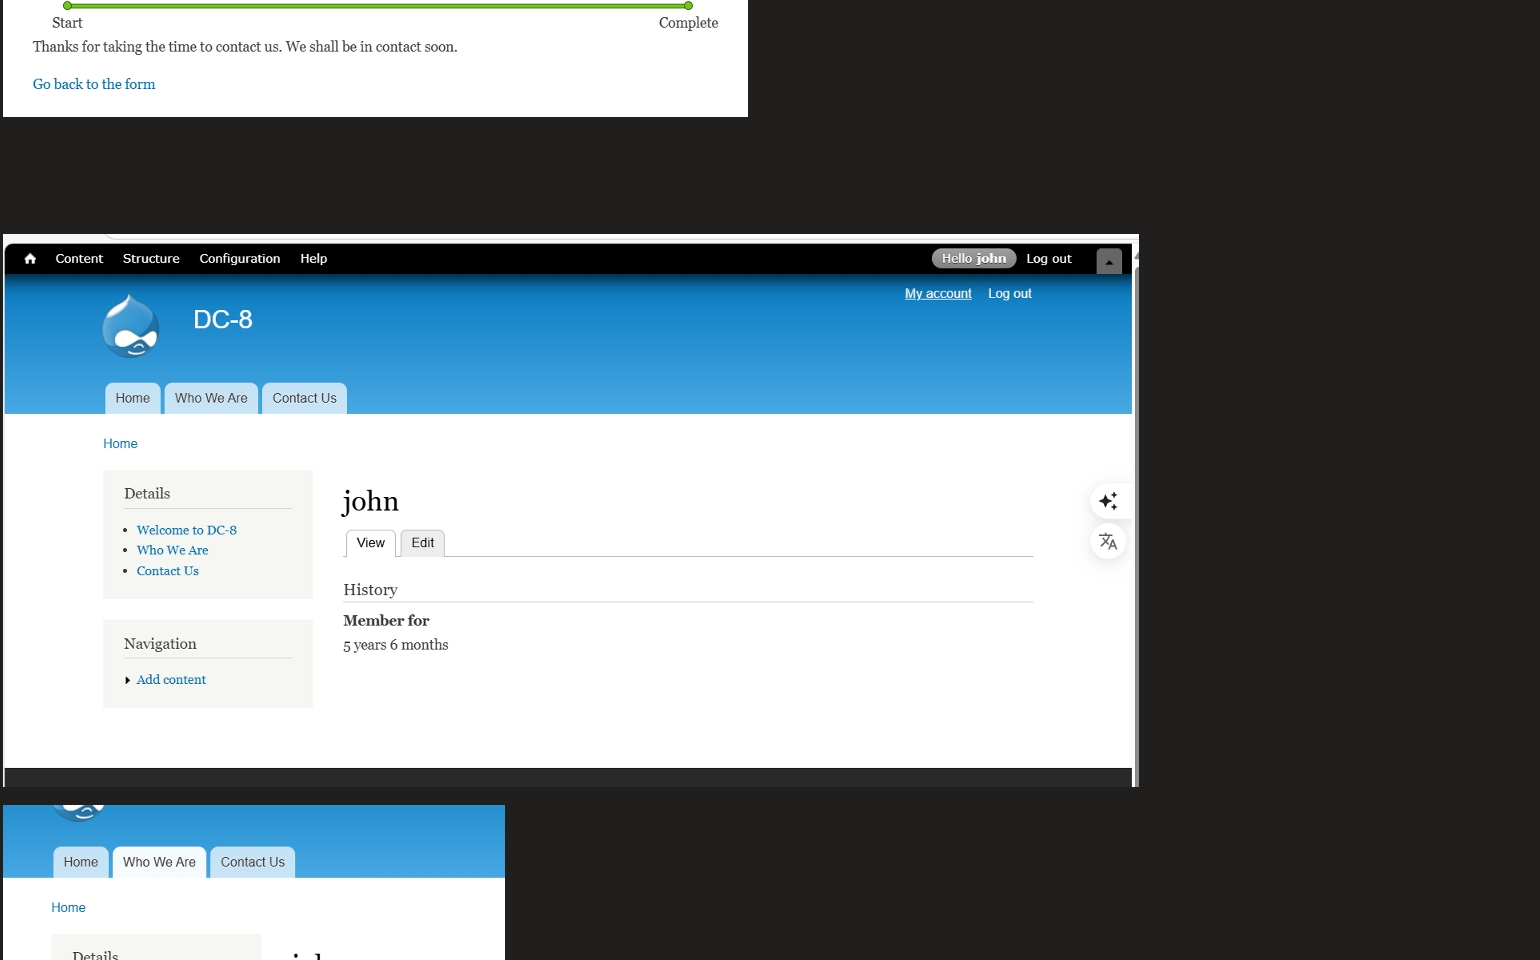 Start Complete
Thanks for taking the time to contact us. We shall be in contact soon.
Go back to the form
Content Structure Configuration Help Hello john Log out
My account Log out
DC-8
Home Who We Are Contact Us
Home
Details
Welcome to DC-8
Who We Are
Contact Us
Navigation
Add content
john
View Edit
History
Member for
5 years 6 months
Home Who We Are Contact Us
Home
Details